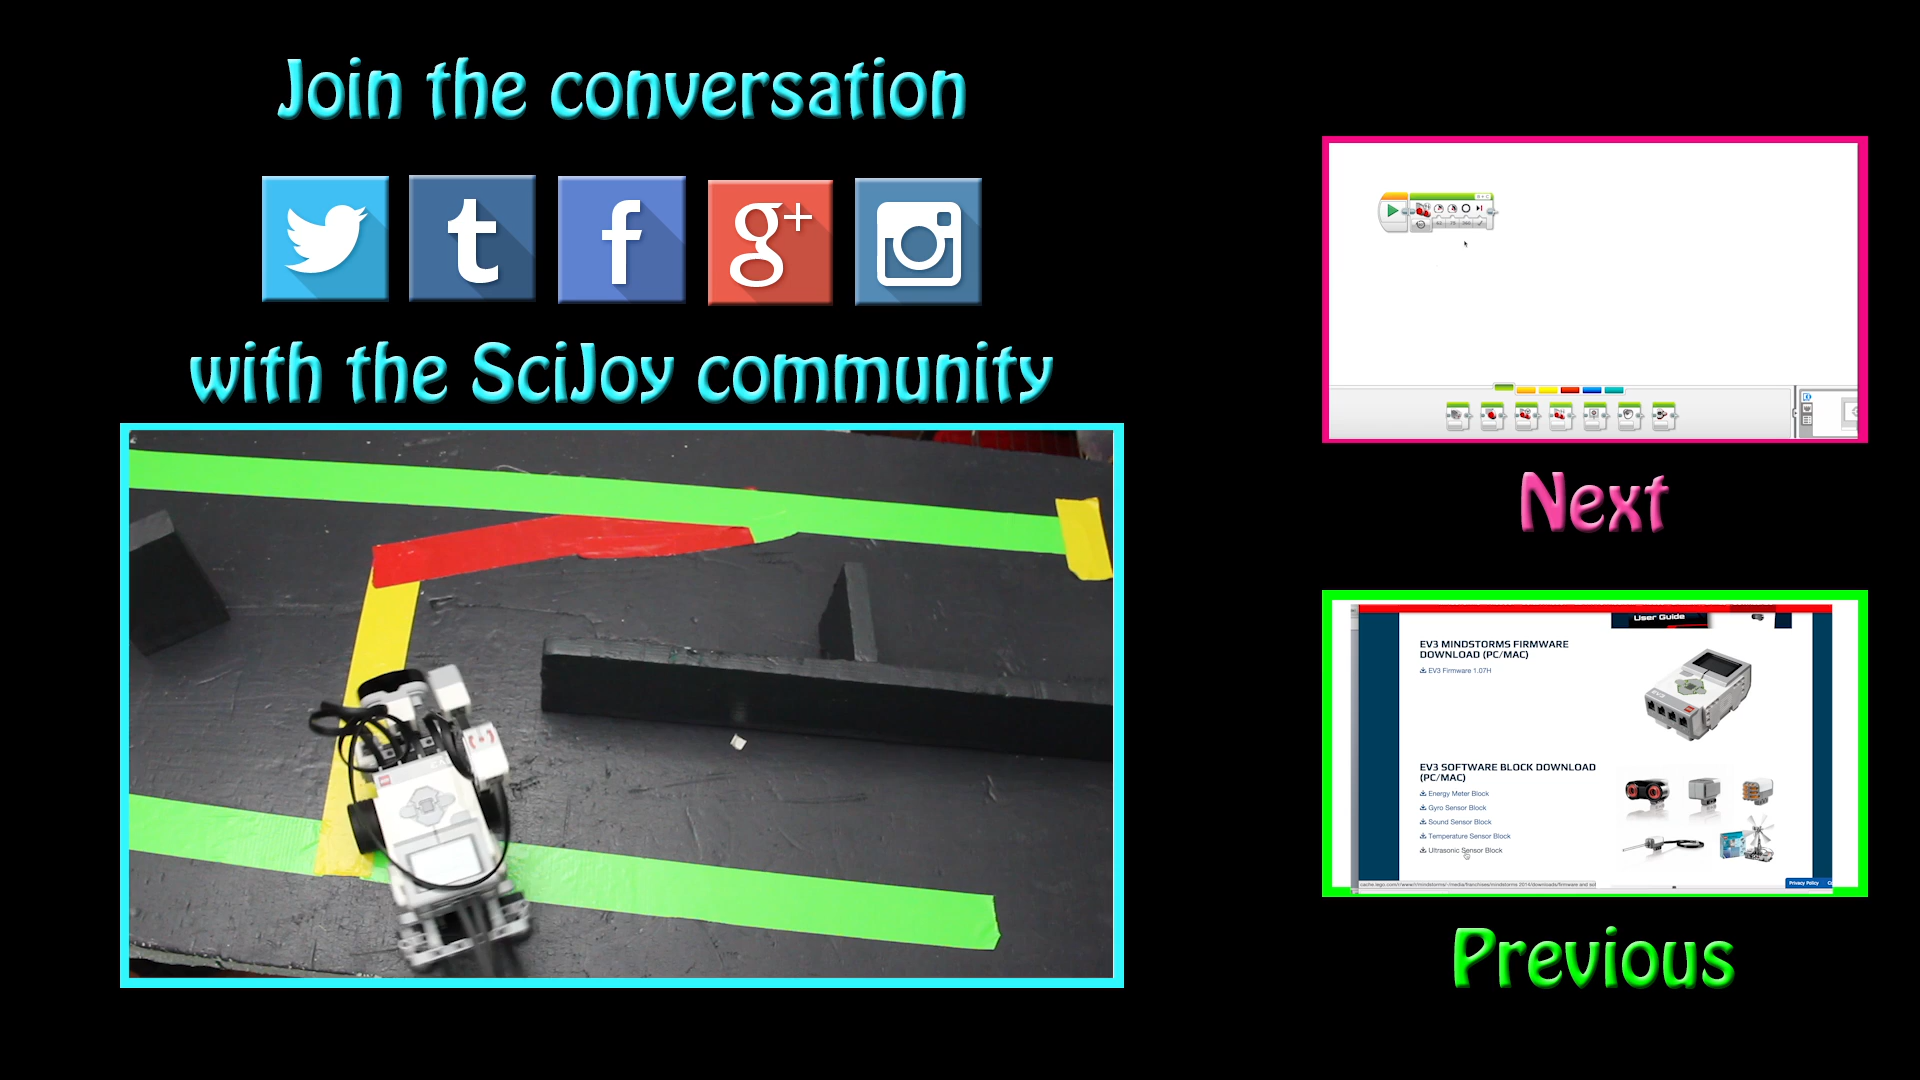 Join the conversation
t f g+
with the SciJoy community
Next
User Guide
EV3 MINDSTORMS FIRMWARE
DOWNLOAD (PC/MAC)
EV3 Firmware 1.07H
EV3 SOFTWARE BLOCK DOWNLOAD
(PC/MAC)
Energy Meter Block
Gyro Sensor Block
Sound Sensor Block
Temperature Sensor Block
Ultrasonic Sensor Block
Privacy Policy
Previous